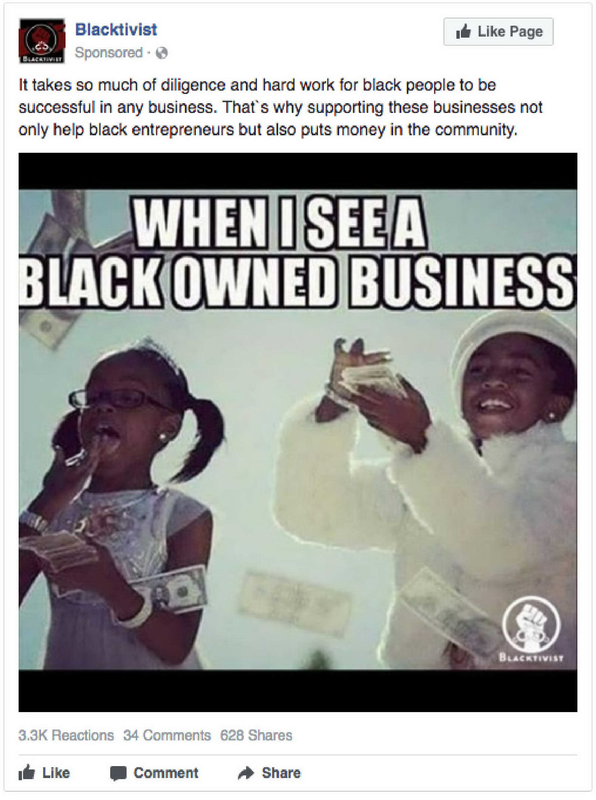 Blacktivist
Like Page
Sponsored ·
BLACKTIVIST
It takes so much of diligence and hard work for black people to be
successful in any business. That`s why supporting these businesses not
only help black entrepreneurs but also puts money in the community.
WHEN I SEE A
BLACK OWNED BUSINESS
BLACKTIVIST
3.3K Reactions 34 Comments 628 Shares
Like Comment Share